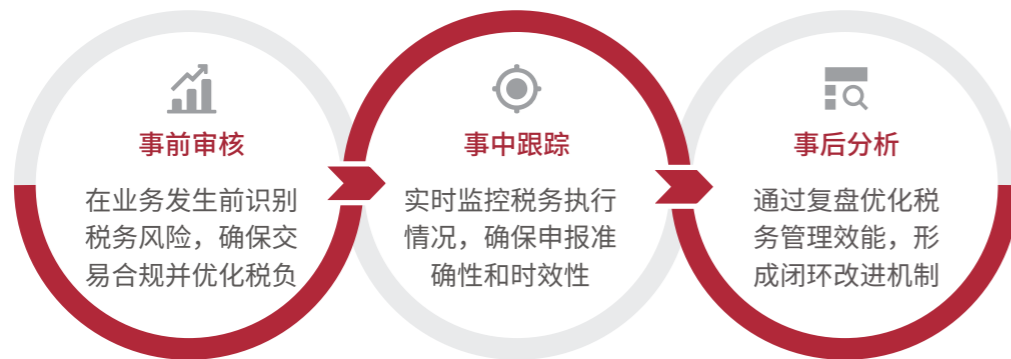 事前审核
在业务发生前识别
税务风险，确保交
易合规并优化税负
事中跟踪
实时监控税务执行
情况，确保申报准
确性和时效性
事后分析
通过复盘优化税
务管理效能，形
成闭环改进机制